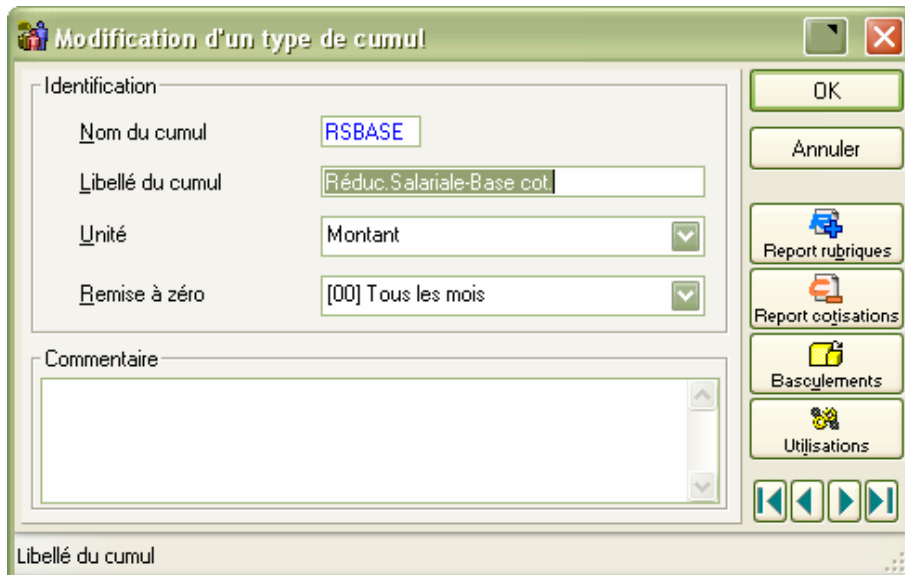 Modification d'un type de cumul
Identification
OK
Nom du cumul RSBASE
Annuler
Libellé du cumul Réduc.Salariale-Base cot.
Unité Montant
Report rubriques
Remise à zéro [00] Tous les mois
Report cotisations
Commentaire
Basculements
Utilisations
Libellé du cumul